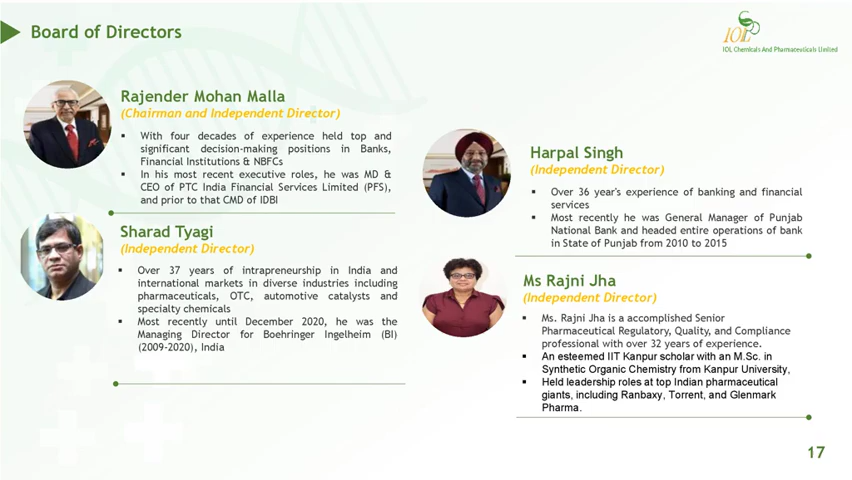 Board of Directors
IOL
IOL Chemicals And Pharmaceuticals Limited
Rajender Mohan Malla
(Chairman and Independent Director)
▪ With four decades of experience held top and
significant decision-making positions in Banks,
Financial Institutions & NBFCs
▪ In his most recent executive roles, he was MD &
CEO of PTC India Financial Services Limited (PFS),
and prior to that CMD of IDBI
Sharad Tyagi
(Independent Director)
▪ Over 37 years of intrapreneurship in India and
international markets in diverse industries including
pharmaceuticals, OTC, automotive catalysts and
specialty chemicals
▪ Most recently until December 2020, he was the
Managing Director for Boehringer Ingelheim (BI)
(2009-2020), India
Harpal Singh
(Independent Director)
▪ Over 36 year's experience of banking and financial
services
▪ Most recently he was General Manager of Punjab
National Bank and headed entire operations of bank
in State of Punjab from 2010 to 2015
Ms Rajni Jha
(Independent Director)
▪ Ms. Rajni Jha is a accomplished Senior
Pharmaceutical Regulatory, Quality, and Compliance
professional with over 32 years of experience.
▪ An esteemed IIT Kanpur scholar with an M.Sc. in
Synthetic Organic Chemistry from Kanpur University,
▪ Held leadership roles at top Indian pharmaceutical
giants, including Ranbaxy, Torrent, and Glenmark
Pharma.
17